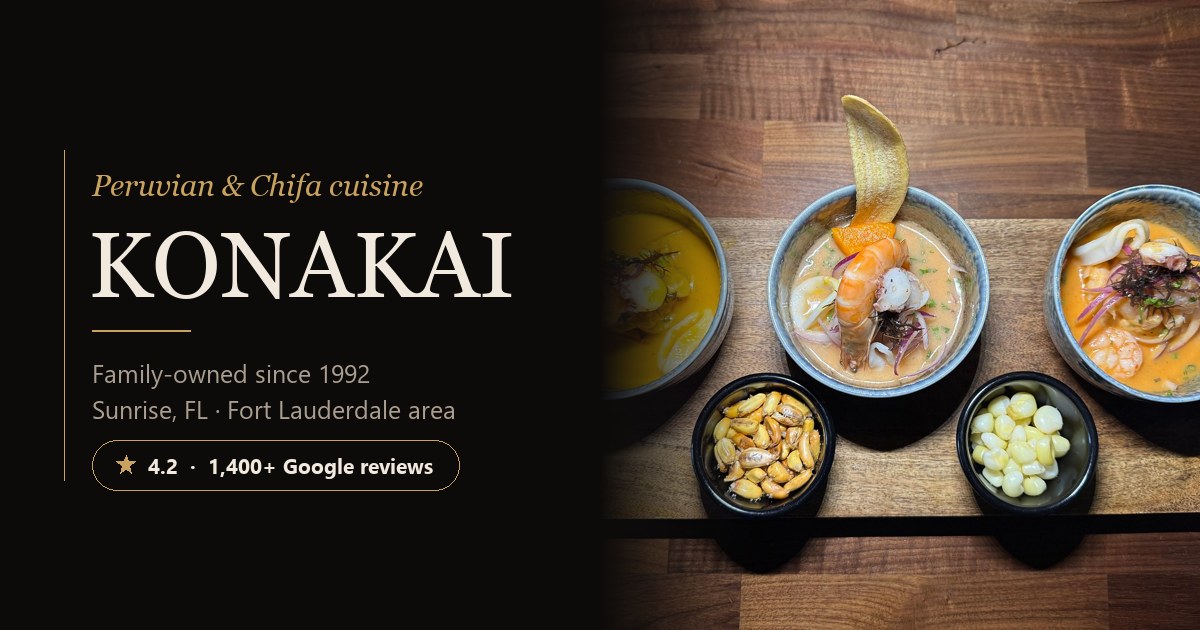 Peruvian & Chifa cuisine
KONAKAI
Family-owned since 1992
Sunrise, FL · Fort Lauderdale area
★ 4.2 · 1,400+ Google reviews